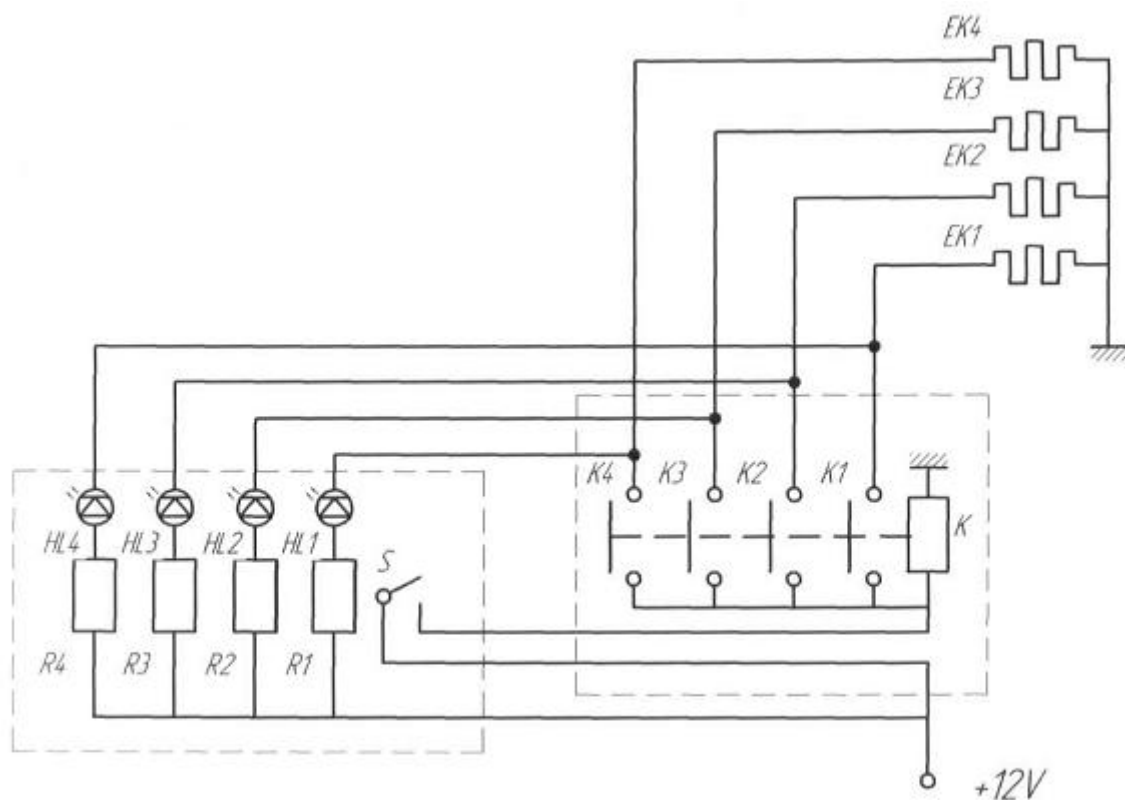 EK4
EK3
EK2
EK1
K4 K3 K2 K1
K
HL4 HL3 HL2 HL1 S
R4 R3 R2 R1
+12V